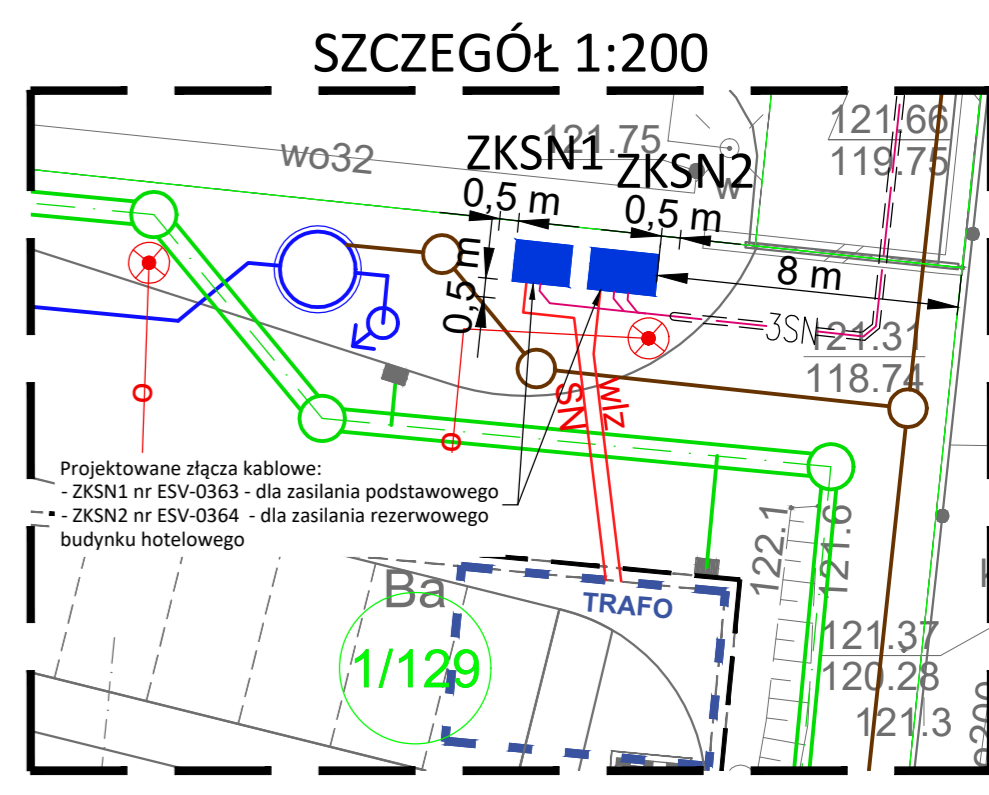 SZCZEGÓŁ 1:200
121.66
119.75
121.75
wo32
ZKSN1
ZKSN2
w
0,5 m
0,5 m
0,5 m
8 m
3SN
121.31
118.74
o
o
SN
wlz
Projektowane złącza kablowe:
- ZKSN1 nr ESV-0363 - dla zasilania podstawowego
- ZKSN2 nr ESV-0364 - dla zasilania rezerwowego
budynku hotelowego
122.1
121.6
Ba
TRAFO
1/129
121.37
120.28
121.3
e200